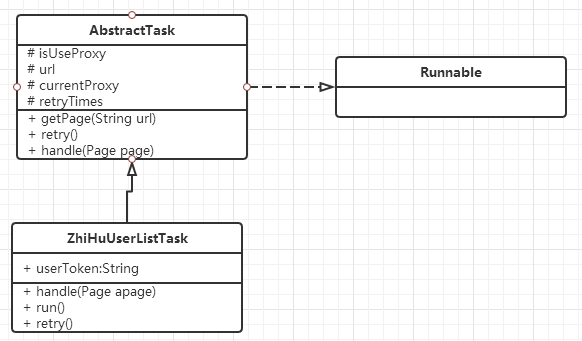 AbstractTask
# isUseProxy
# url
# currentProxy
# retryTimes
+ getPage(String url)
+ retry()
+ handle(Page page)
Runnable
ZhiHuUserListTask
+ userToken:String
+ handle(Page apage)
+ run()
+ retry()